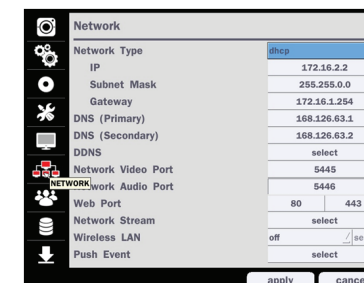 Network
Network Type dhcp
IP 172.16.2.2
Subnet Mask 255.255.0.0
Gateway 172.16.1.254
DNS (Primary) 168.126.63.1
DNS (Secondary) 168.126.63.2
DDNS select
Network Video Port 5445
NETWORK
Audio Port 5446
Web Port 80 443
Network Stream select
Wireless LAN off
Push Event select
apply